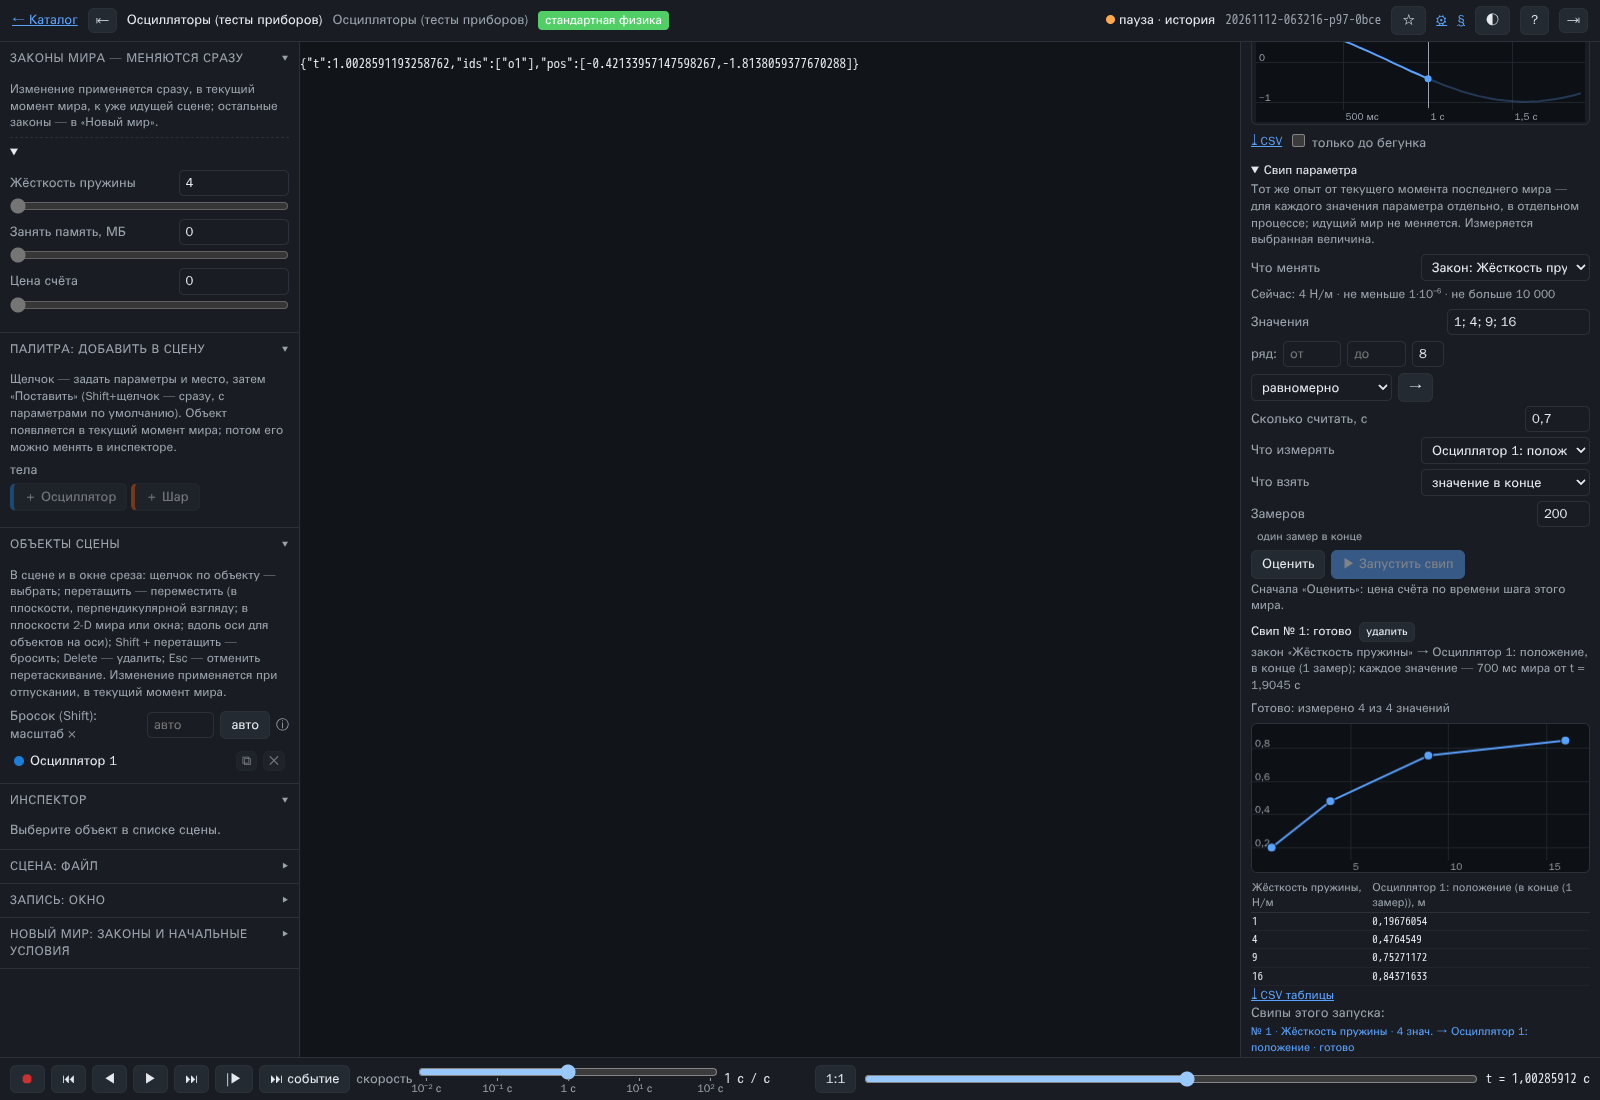 ← Каталог ⇤ Осцилляторы (тесты приборов) Осцилляторы (тесты приборов) стандартная физика
пауза · история 20261112-063216-p97-0bce ☆ ⚙ § ◐ ? ⇥
ЗАКОНЫ МИРА — МЕНЯЮТСЯ СРАЗУ ▾
Изменение применяется сразу, в текущий
момент мира, к уже идущей сцене; остальные
законы — в «Новый мир».
▼
Жёсткость пружины 4
Занять память, МБ 0
Цена счёта 0
ПАЛИТРА: ДОБАВИТЬ В СЦЕНУ ▾
Щелчок — задать параметры и место, затем
«Поставить» (Shift+щелчок — сразу, с
параметрами по умолчанию). Объект
появляется в текущий момент мира; потом его
можно менять в инспекторе.
тела
+ Осциллятор + Шар
ОБЪЕКТЫ СЦЕНЫ ▾
В сцене и в окне среза: щелчок по объекту —
выбрать; перетащить — переместить (в
плоскости, перпендикулярной взгляду; в
плоскости 2-D мира или окна; вдоль оси для
объектов на оси); Shift + перетащить —
бросить; Delete — удалить; Esc — отменить
перетаскивание. Изменение применяется при
отпускании, в текущий момент мира.
Бросок (Shift):
масштаб × авто авто ⓘ
Осциллятор 1
ИНСПЕКТОР ▾
Выберите объект в списке сцены.
СЦЕНА: ФАЙЛ ▸
ЗАПИСЬ: ОКНО ▸
НОВЫЙ МИР: ЗАКОНЫ И НАЧАЛЬНЫЕ ▸
УСЛОВИЯ
{"t":1.0028591193258762,"ids":["o1"],"pos":[-0.42133957147598267,-1.8138059377670288]}
0
−1
500 мс 1 с 1,5 с
⤓ CSV только до бегунка
▼ Свип параметра
Тот же опыт от текущего момента последнего мира —
для каждого значения параметра отдельно, в отдельном
процессе; идущий мир не меняется. Измеряется
выбранная величина.
Что менять Закон: Жёсткость пру
Сейчас: 4 Н/м · не меньше 1·10⁻⁶ · не больше 10 000
Значения 1; 4; 9; 16
ряд: от до 8
равномерно →
Сколько считать, с 0,7
Что измерять Осциллятор 1: полож
Что взять значение в конце
Замеров 200
один замер в конце
Оценить ▶ Запустить свип
Сначала «Оценить»: цена счёта по времени шага этого
мира.
Свип № 1: готово удалить
закон «Жёсткость пружины» → Осциллятор 1: положение,
в конце (1 замер); каждое значение — 700 мс мира от t =
1,9045 с
Готово: измерено 4 из 4 значений
0,8
0,6
0,4
0,2
5 10 15
Жёсткость пружины, Осциллятор 1: положение (в конце (1
Н/м замер)), м
1 0,19676054
4 0,4764549
9 0,75271172
16 0,84371633
⤓ CSV таблицы
Свипы этого запуска:
№ 1 · Жёсткость пружины · 4 знач. → Осциллятор 1:
положение · готово
⏭ событие скорость 1 с / с 1:1 t = 1,00285912 с
10⁻² с 10⁻¹ с 1 с 10¹ с 10² с